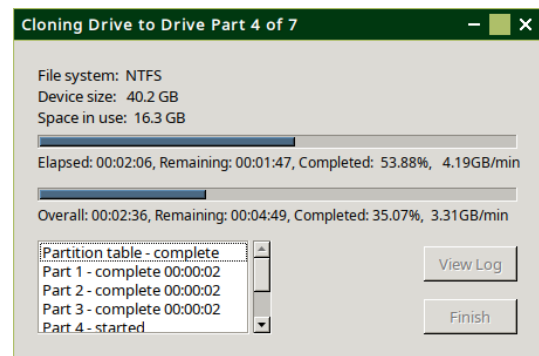 Cloning Drive to Drive Part 4 of 7
File system: NTFS
Device size: 40.2 GB
Space in use: 16.3 GB
Elapsed: 00:02:06, Remaining: 00:01:47, Completed: 53.88%, 4.19GB/min
Overall: 00:02:36, Remaining: 00:04:49, Completed: 35.07%, 3.31GB/min
Partition table - complete
Part 1 - complete 00:00:02
Part 2 - complete 00:00:02
Part 3 - complete 00:00:02
Part 4 - started
View Log
Finish